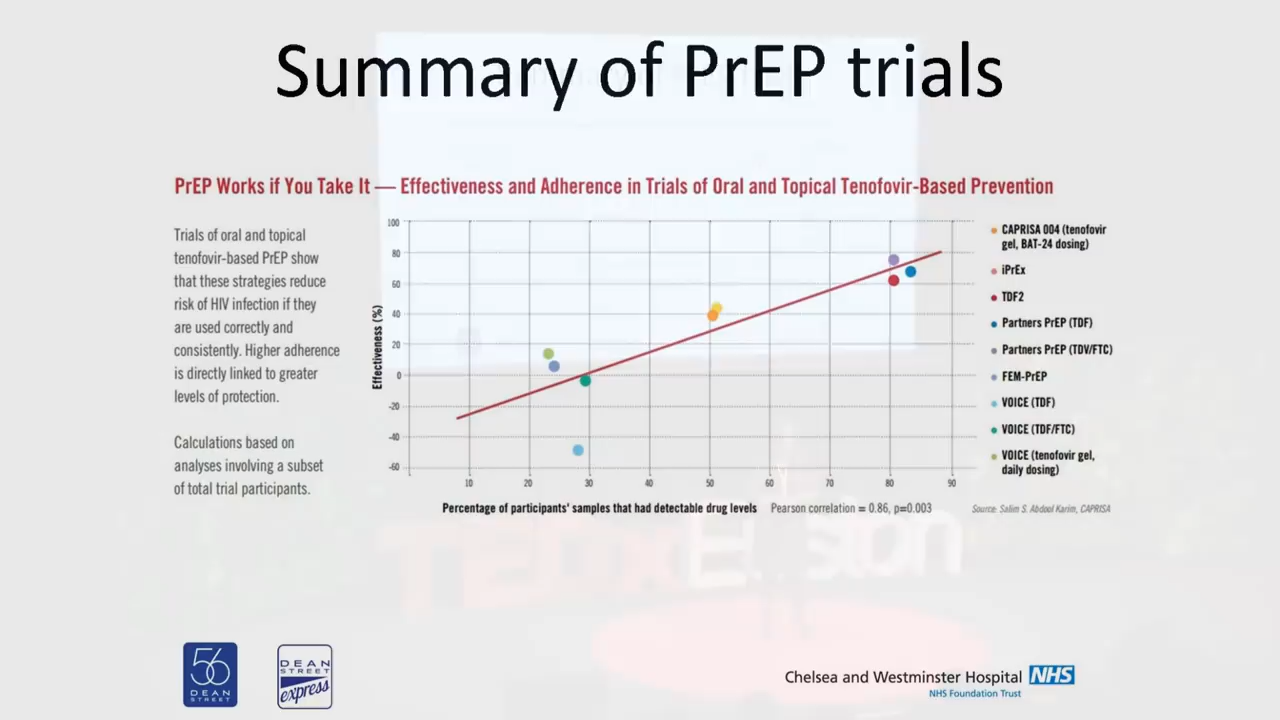 Summary of PrEP trials
PrEP Works if You Take It — Effectiveness and Adherence in Trials of Oral and Topical Tenofovir-Based Prevention
Trials of oral and topical
tenofovir-based PrEP show
that these strategies reduce
risk of HIV infection if they
are used correctly and
consistently. Higher adherence
is directly linked to greater
levels of protection.
Calculations based on
analyses involving a subset
of total trial participants.
Effectiveness (%)
100
80
60
40
20
0
-20
-40
-60
10
20
30
40
50
60
70
80
90
Percentage of participants' samples that had detectable drug levels
Pearson correlation = 0.86, p=0.003
CAPRISA 004 (tenofovir
gel, BAT-24 dosing)
iPrEx
TDF2
Partners PrEP (TDF)
Partners PrEP (TDV/FTC)
FEM-PrEP
VOICE (TDF)
VOICE (TDF/FTC)
VOICE (tenofovir gel,
daily dosing)
Source: Salim S. Abdool Karim, CAPRISA
TEDxEuston
56
DEAN
STREET
DEAN
STREET
express
Chelsea and Westminster Hospital NHS
NHS Foundation Trust